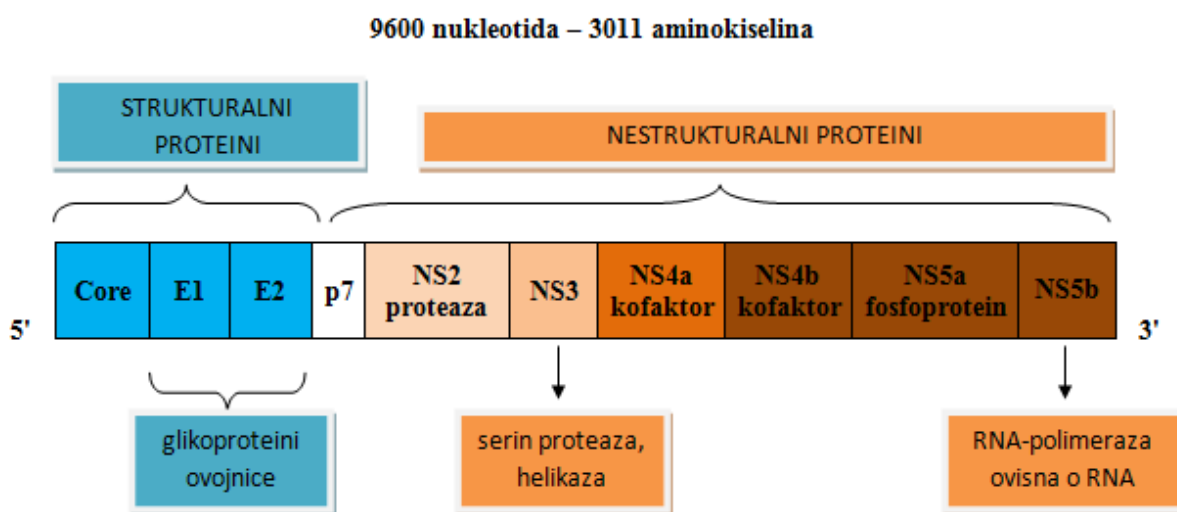 9600 nukleotida – 3011 aminokiselina
STRUKTURALNI
PROTEINI
NESTRUKTURALNI PROTEINI
5'
Core
E1
E2
p7
NS2
proteaza
NS3
NS4a
kofaktor
NS4b
kofaktor
NS5a
fosfoprotein
NS5b
3'
glikoproteini
ovojnice
serin proteaza,
helikaza
RNA-polimeraza
ovisna o RNA